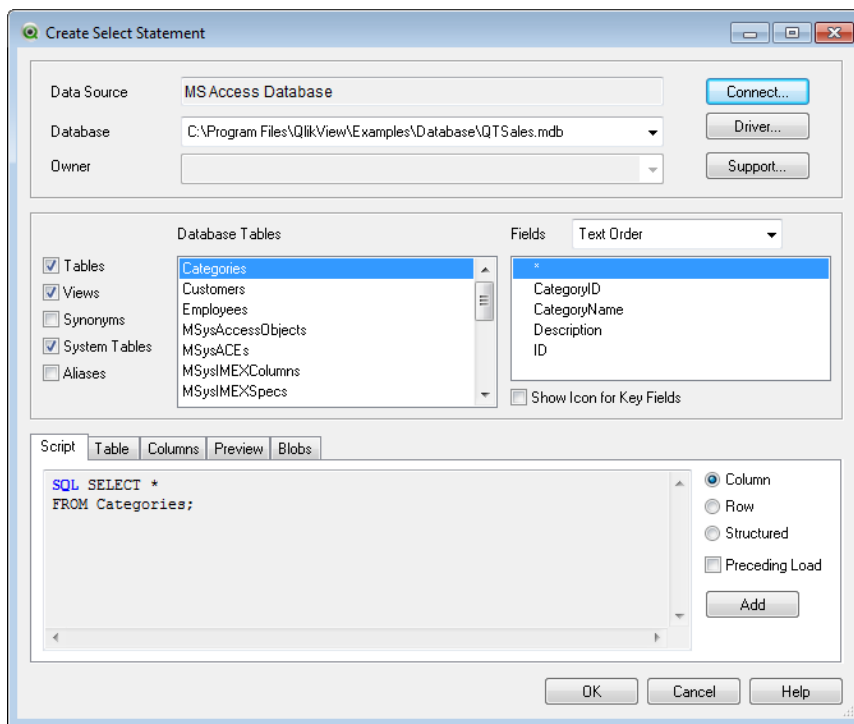 Create Select Statement
Data Source
MS Access Database
Connect...
Database
C:\Program Files\QlikView\Examples\Database\QTSales.mdb
Driver...
Owner
Support...
Database Tables
Fields
Text Order
Tables
Views
Synonyms
System Tables
Aliases
Categories
Customers
Employees
MSysAccessObjects
MSysACEs
MSysIMEXColumns
MSysIMEXSpecs
*
CategoryID
CategoryName
Description
ID
Show Icon for Key Fields
Script
Table
Columns
Preview
Blobs
SQL SELECT *
FROM Categories;
Column
Row
Structured
Preceding Load
Add
OK
Cancel
Help